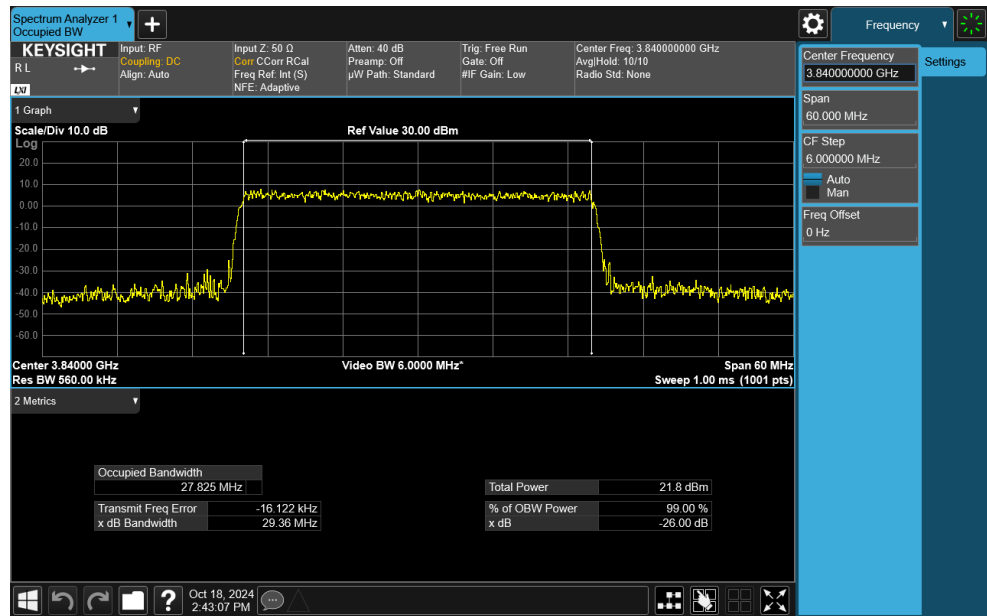 Spectrum Analyzer 1
Occupied BW
Frequency
KEYSIGHT
R L
LXI
Input: RF
Coupling: DC
Align: Auto
Input Z: 50 Ω
Corr CCorr RCal
Freq Ref: Int (S)
NFE: Adaptive
Atten: 40 dB
Preamp: Off
µW Path: Standard
Trig: Free Run
Gate: Off
#IF Gain: Low
Center Freq: 3.840000000 GHz
Avg|Hold: 10/10
Radio Std: None
Center Frequency
3.840000000 GHz
Settings
Span
60.000 MHz
CF Step
6.000000 MHz
Auto
Man
Freq Offset
0 Hz
1 Graph
Scale/Div 10.0 dB
Ref Value 30.00 dBm
Log
20.0
10.0
0.00
-10.0
-20.0
-30.0
-40.0
-50.0
-60.0
Center 3.84000 GHz
Video BW 6.0000 MHz*
Span 60 MHz
Res BW 560.00 kHz
Sweep 1.00 ms (1001 pts)
2 Metrics
Occupied Bandwidth
27.825 MHz
Total Power 21.8 dBm
Transmit Freq Error -16.122 kHz
% of OBW Power 99.00 %
x dB Bandwidth 29.36 MHz
x dB -26.00 dB
?
Oct 18, 2024
2:43:07 PM